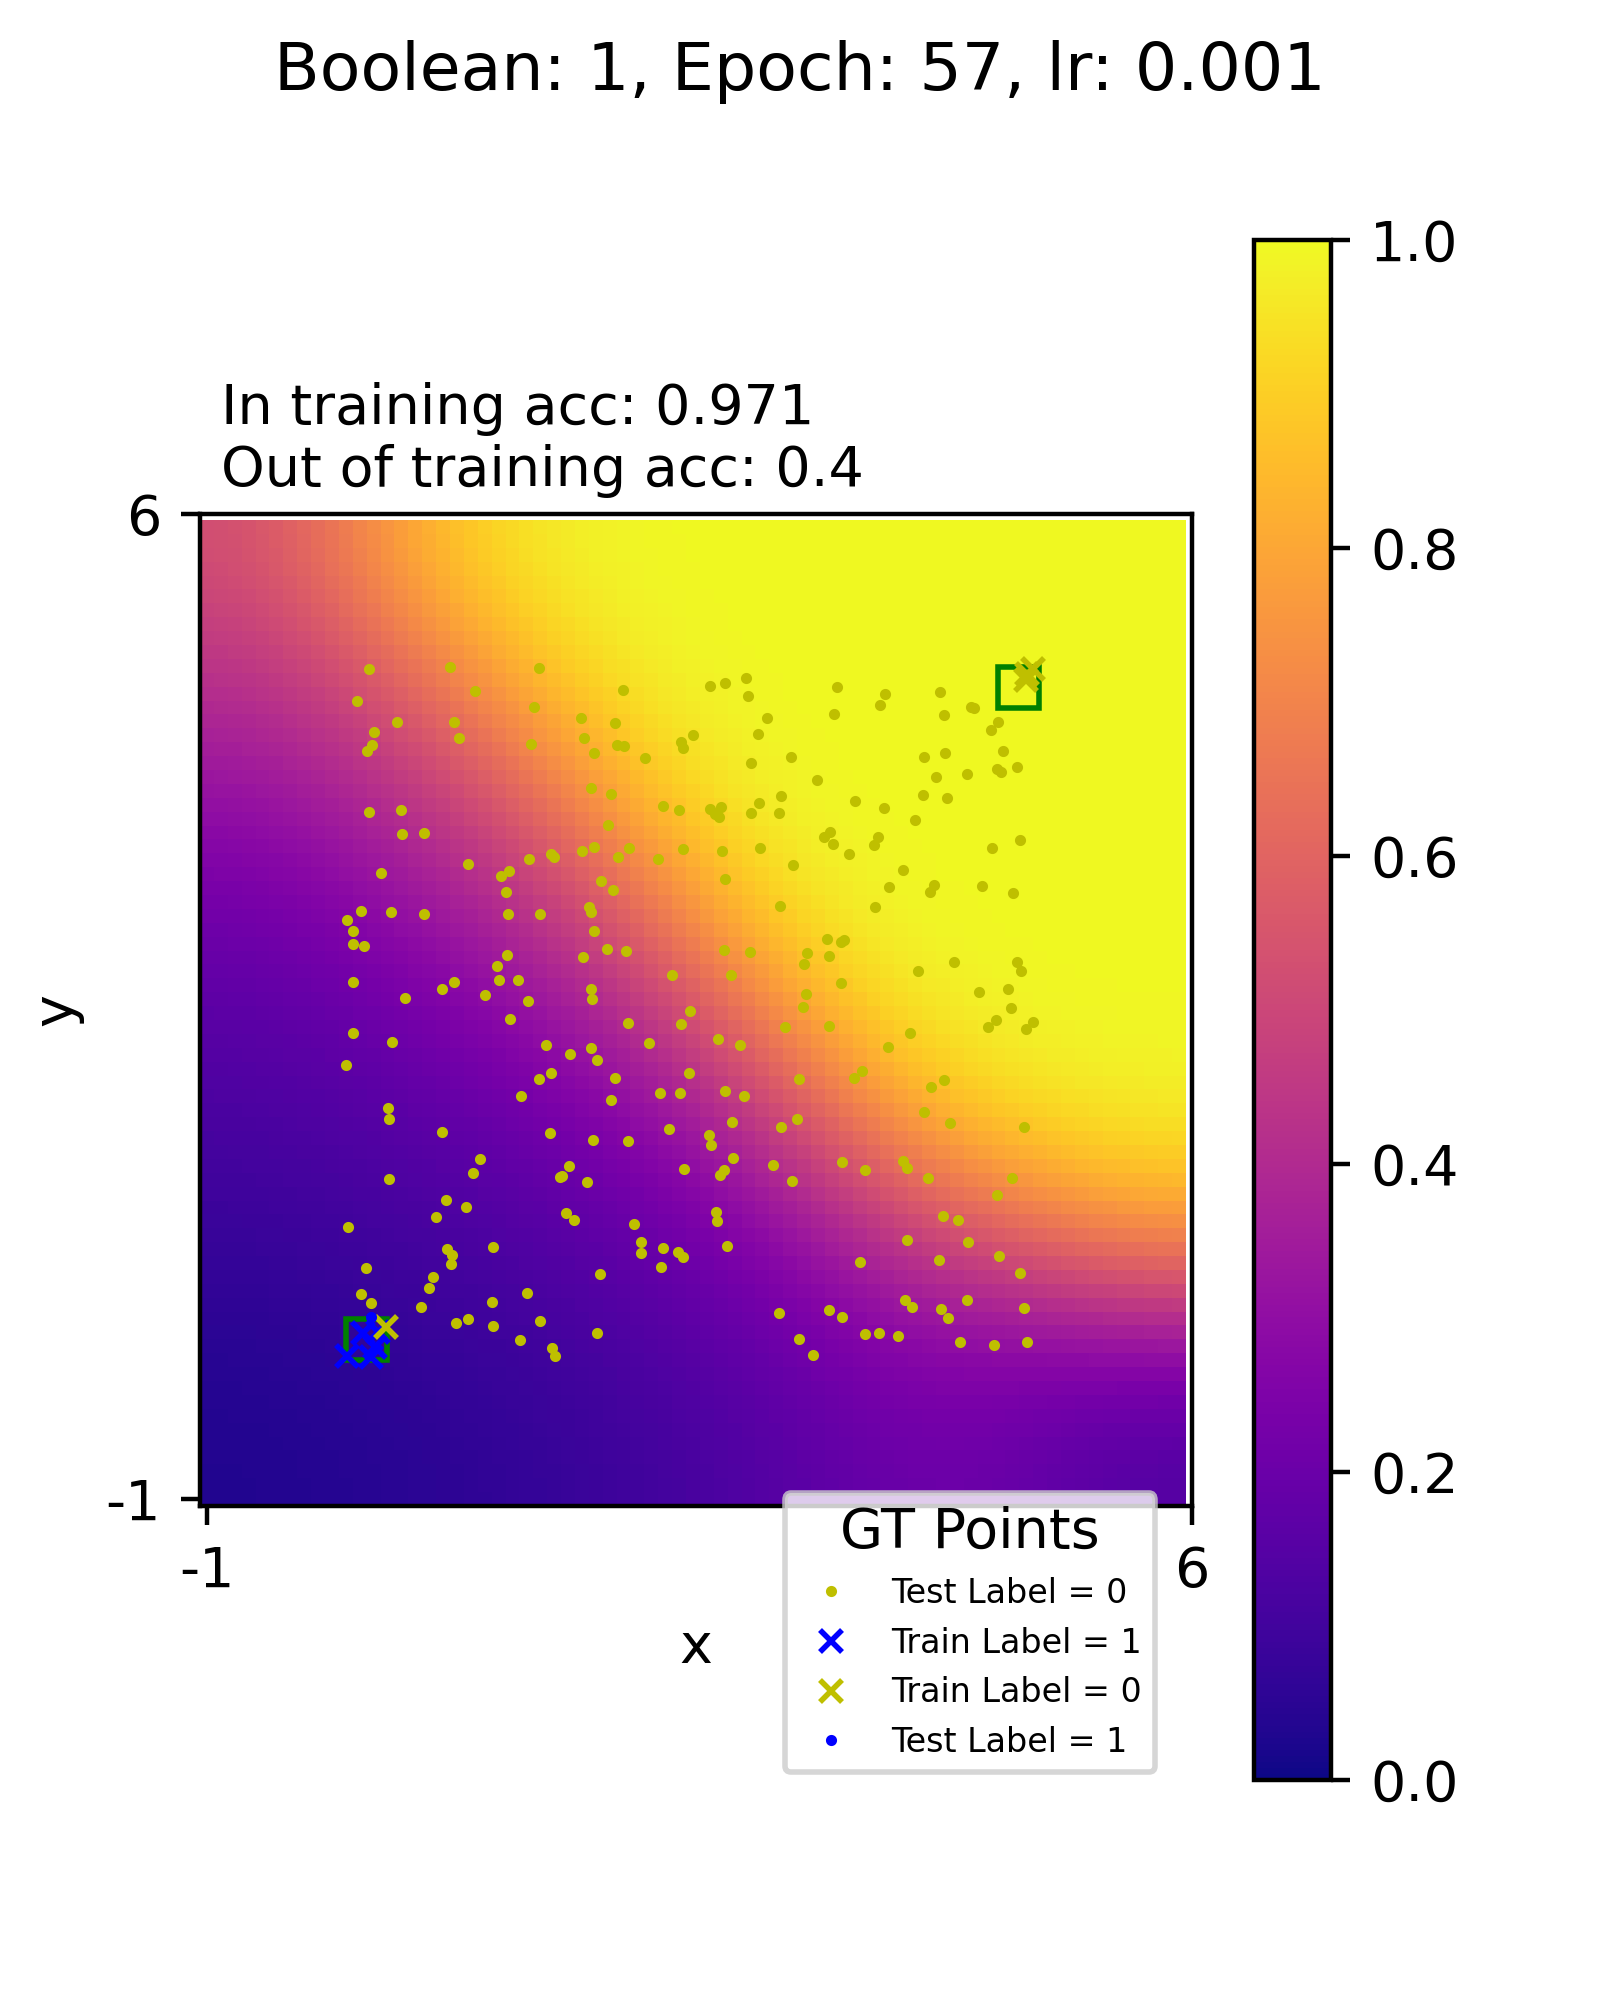 Boolean: 1, Epoch: 57, lr: 0.001
In training acc: 0.971
Out of training acc: 0.4
6
y
-1
-1
6
x
GT Points
Test Label = 0
Train Label = 1
Train Label = 0
Test Label = 1
1.0
0.8
0.6
0.4
0.2
0.0